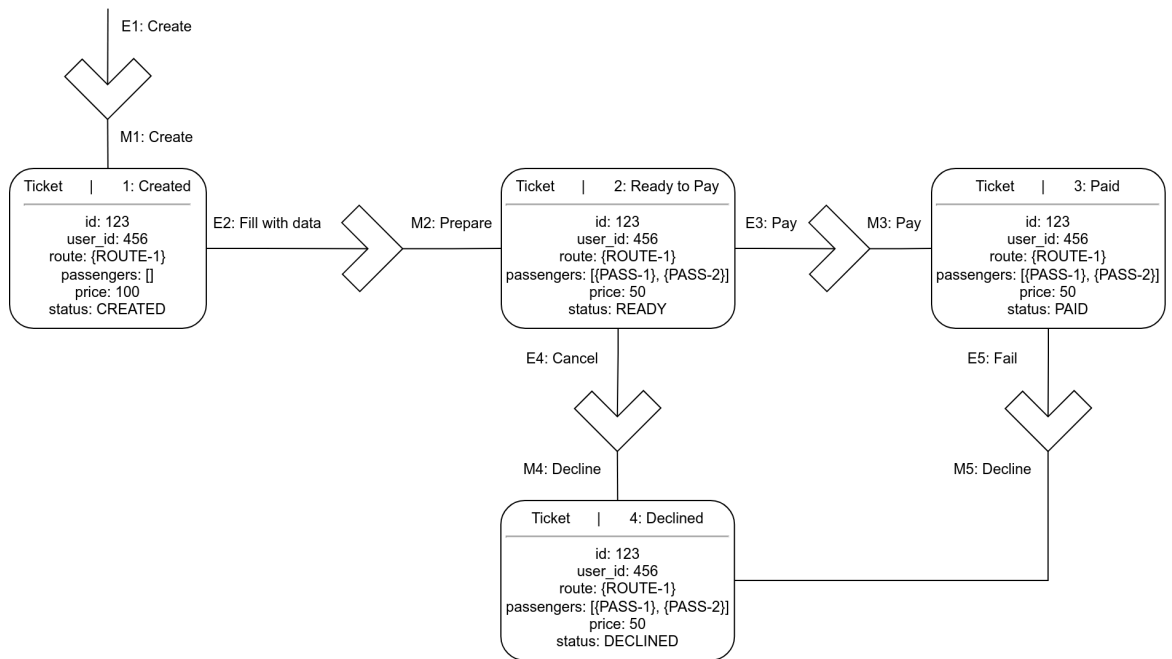 E1: Create
M1: Create
Ticket | 1: Created
id: 123
user_id: 456
route: {ROUTE-1}
passengers: []
price: 100
status: CREATED
E2: Fill with data
M2: Prepare
Ticket | 2: Ready to Pay
id: 123
user_id: 456
route: {ROUTE-1}
passengers: [{PASS-1}, {PASS-2}]
price: 50
status: READY
E3: Pay
M3: Pay
Ticket | 3: Paid
id: 123
user_id: 456
route: {ROUTE-1}
passengers: [{PASS-1}, {PASS-2}]
price: 50
status: PAID
E4: Cancel
M4: Decline
E5: Fail
M5: Decline
Ticket | 4: Declined
id: 123
user_id: 456
route: {ROUTE-1}
passengers: [{PASS-1}, {PASS-2}]
price: 50
status: DECLINED